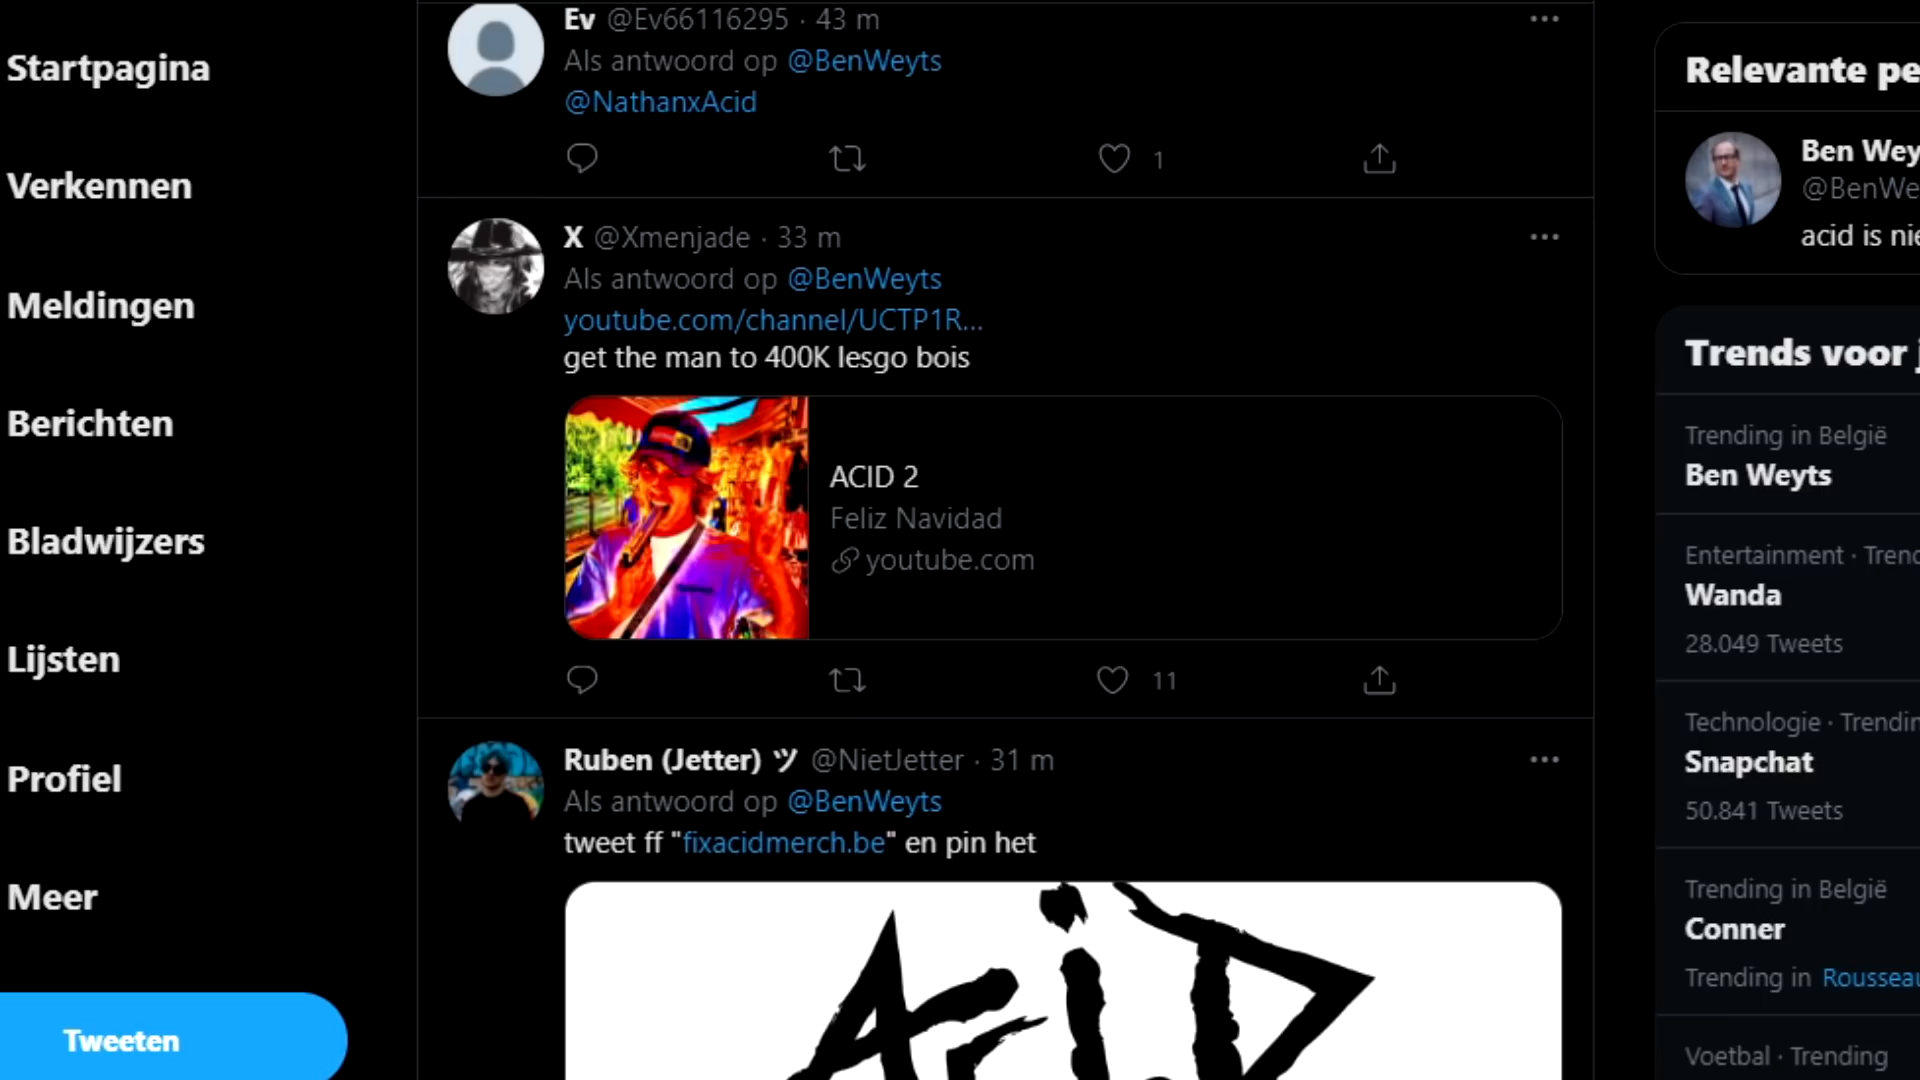 Startpagina
Verkennen
Meldingen
Berichten
Bladwijzers
Lijsten
Profiel
Meer
Tweeten
Ev @Ev66116295 · 43 m
Als antwoord op @BenWeyts
@NathanxAcid
1
X @Xmenjade · 33 m
Als antwoord op @BenWeyts
youtube.com/channel/UCTP1R...
get the man to 400K lesgo bois
ACID 2
Feliz Navidad
youtube.com
11
Ruben (Jetter) ツ @NietJetter · 31 m
Als antwoord op @BenWeyts
tweet ff "fixacidmerch.be" en pin het
ACiD
Relevante pe
Ben Wey
@BenWe
acid is nie
Trends voor j
Trending in België
Ben Weyts
Entertainment · Trend
Wanda
28.049 Tweets
Technologie · Trendin
Snapchat
50.841 Tweets
Trending in België
Conner
Trending in Rousseau
Voetbal · Trending